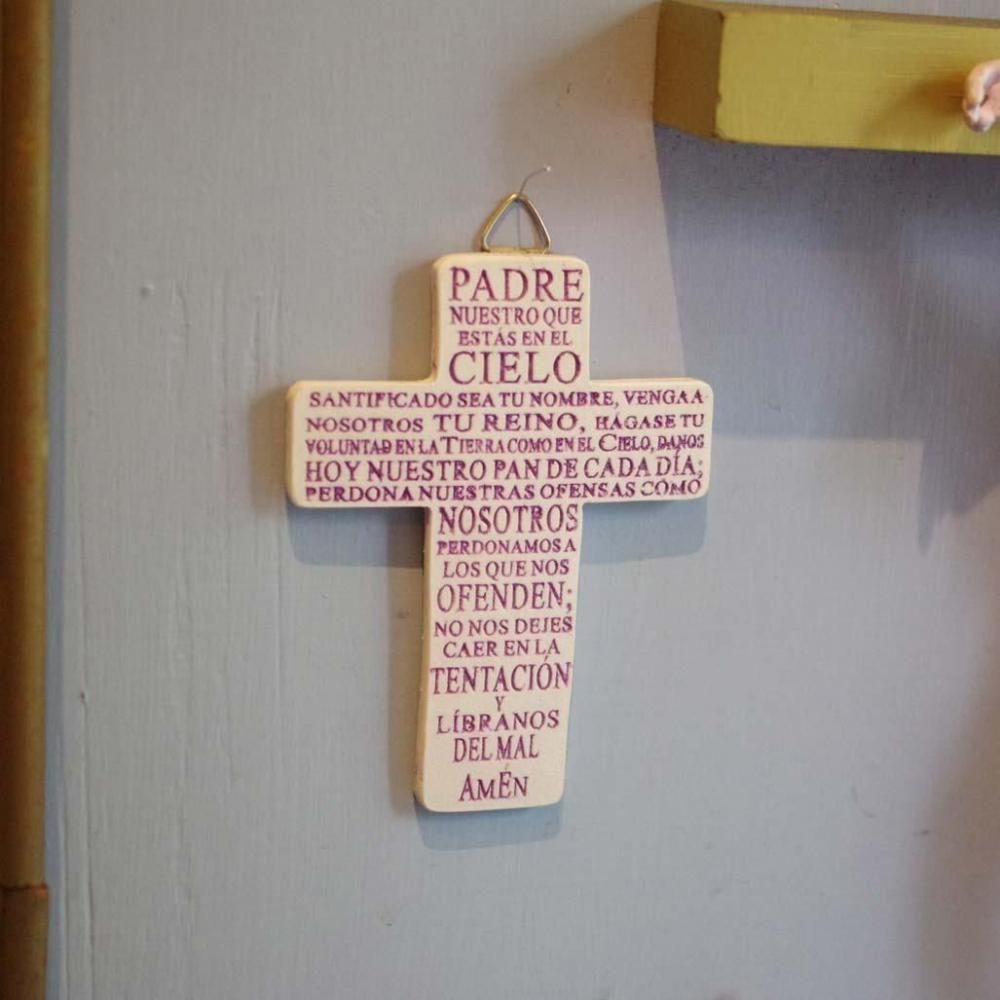 PADRE
NUESTRO QUE
ESTÁS EN EL
CIELO
SANTIFICADO SEA TU NOMBRE, VENGA A
NOSOTROS TU REINO, HÁGASE TU
VOLUNTAD EN LA TIERRA COMO EN EL CIELO, DANOS
HOY NUESTRO PAN DE CADA DÍA;
PERDONA NUESTRAS OFENSAS COMO
NOSOTROS
PERDONAMOS A
LOS QUE NOS
OFENDEN;
NO NOS DEJES
CAER EN LA
TENTACIÓN
Y
LÍBRANOS
DEL MAL
AMÉN